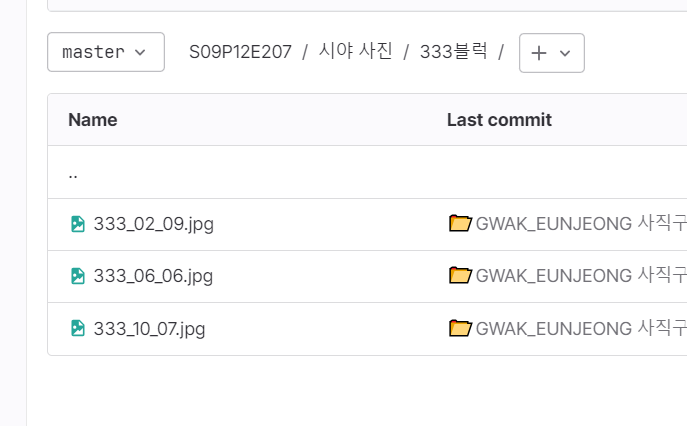 master S09P12E207 / 시야 사진 / 333블럭 /
Name Last commit
..
333_02_09.jpg GWAK_EUNJEONG 사직구
333_06_06.jpg GWAK_EUNJEONG 사직구
333_10_07.jpg GWAK_EUNJEONG 사직구